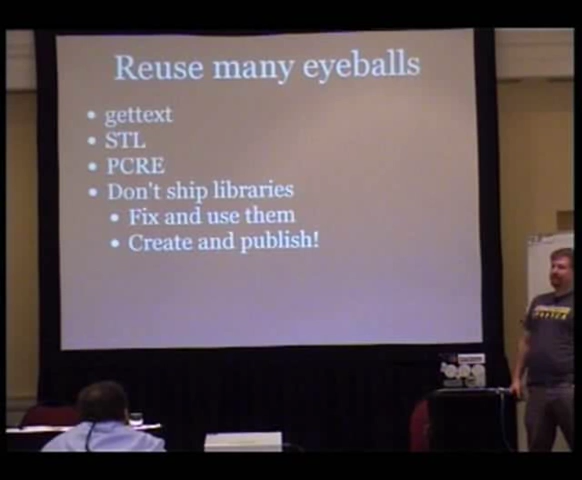 Reuse many eyeballs
• gettext
• STL
• PCRE
• Don't ship libraries
• Fix and use them
• Create and publish!